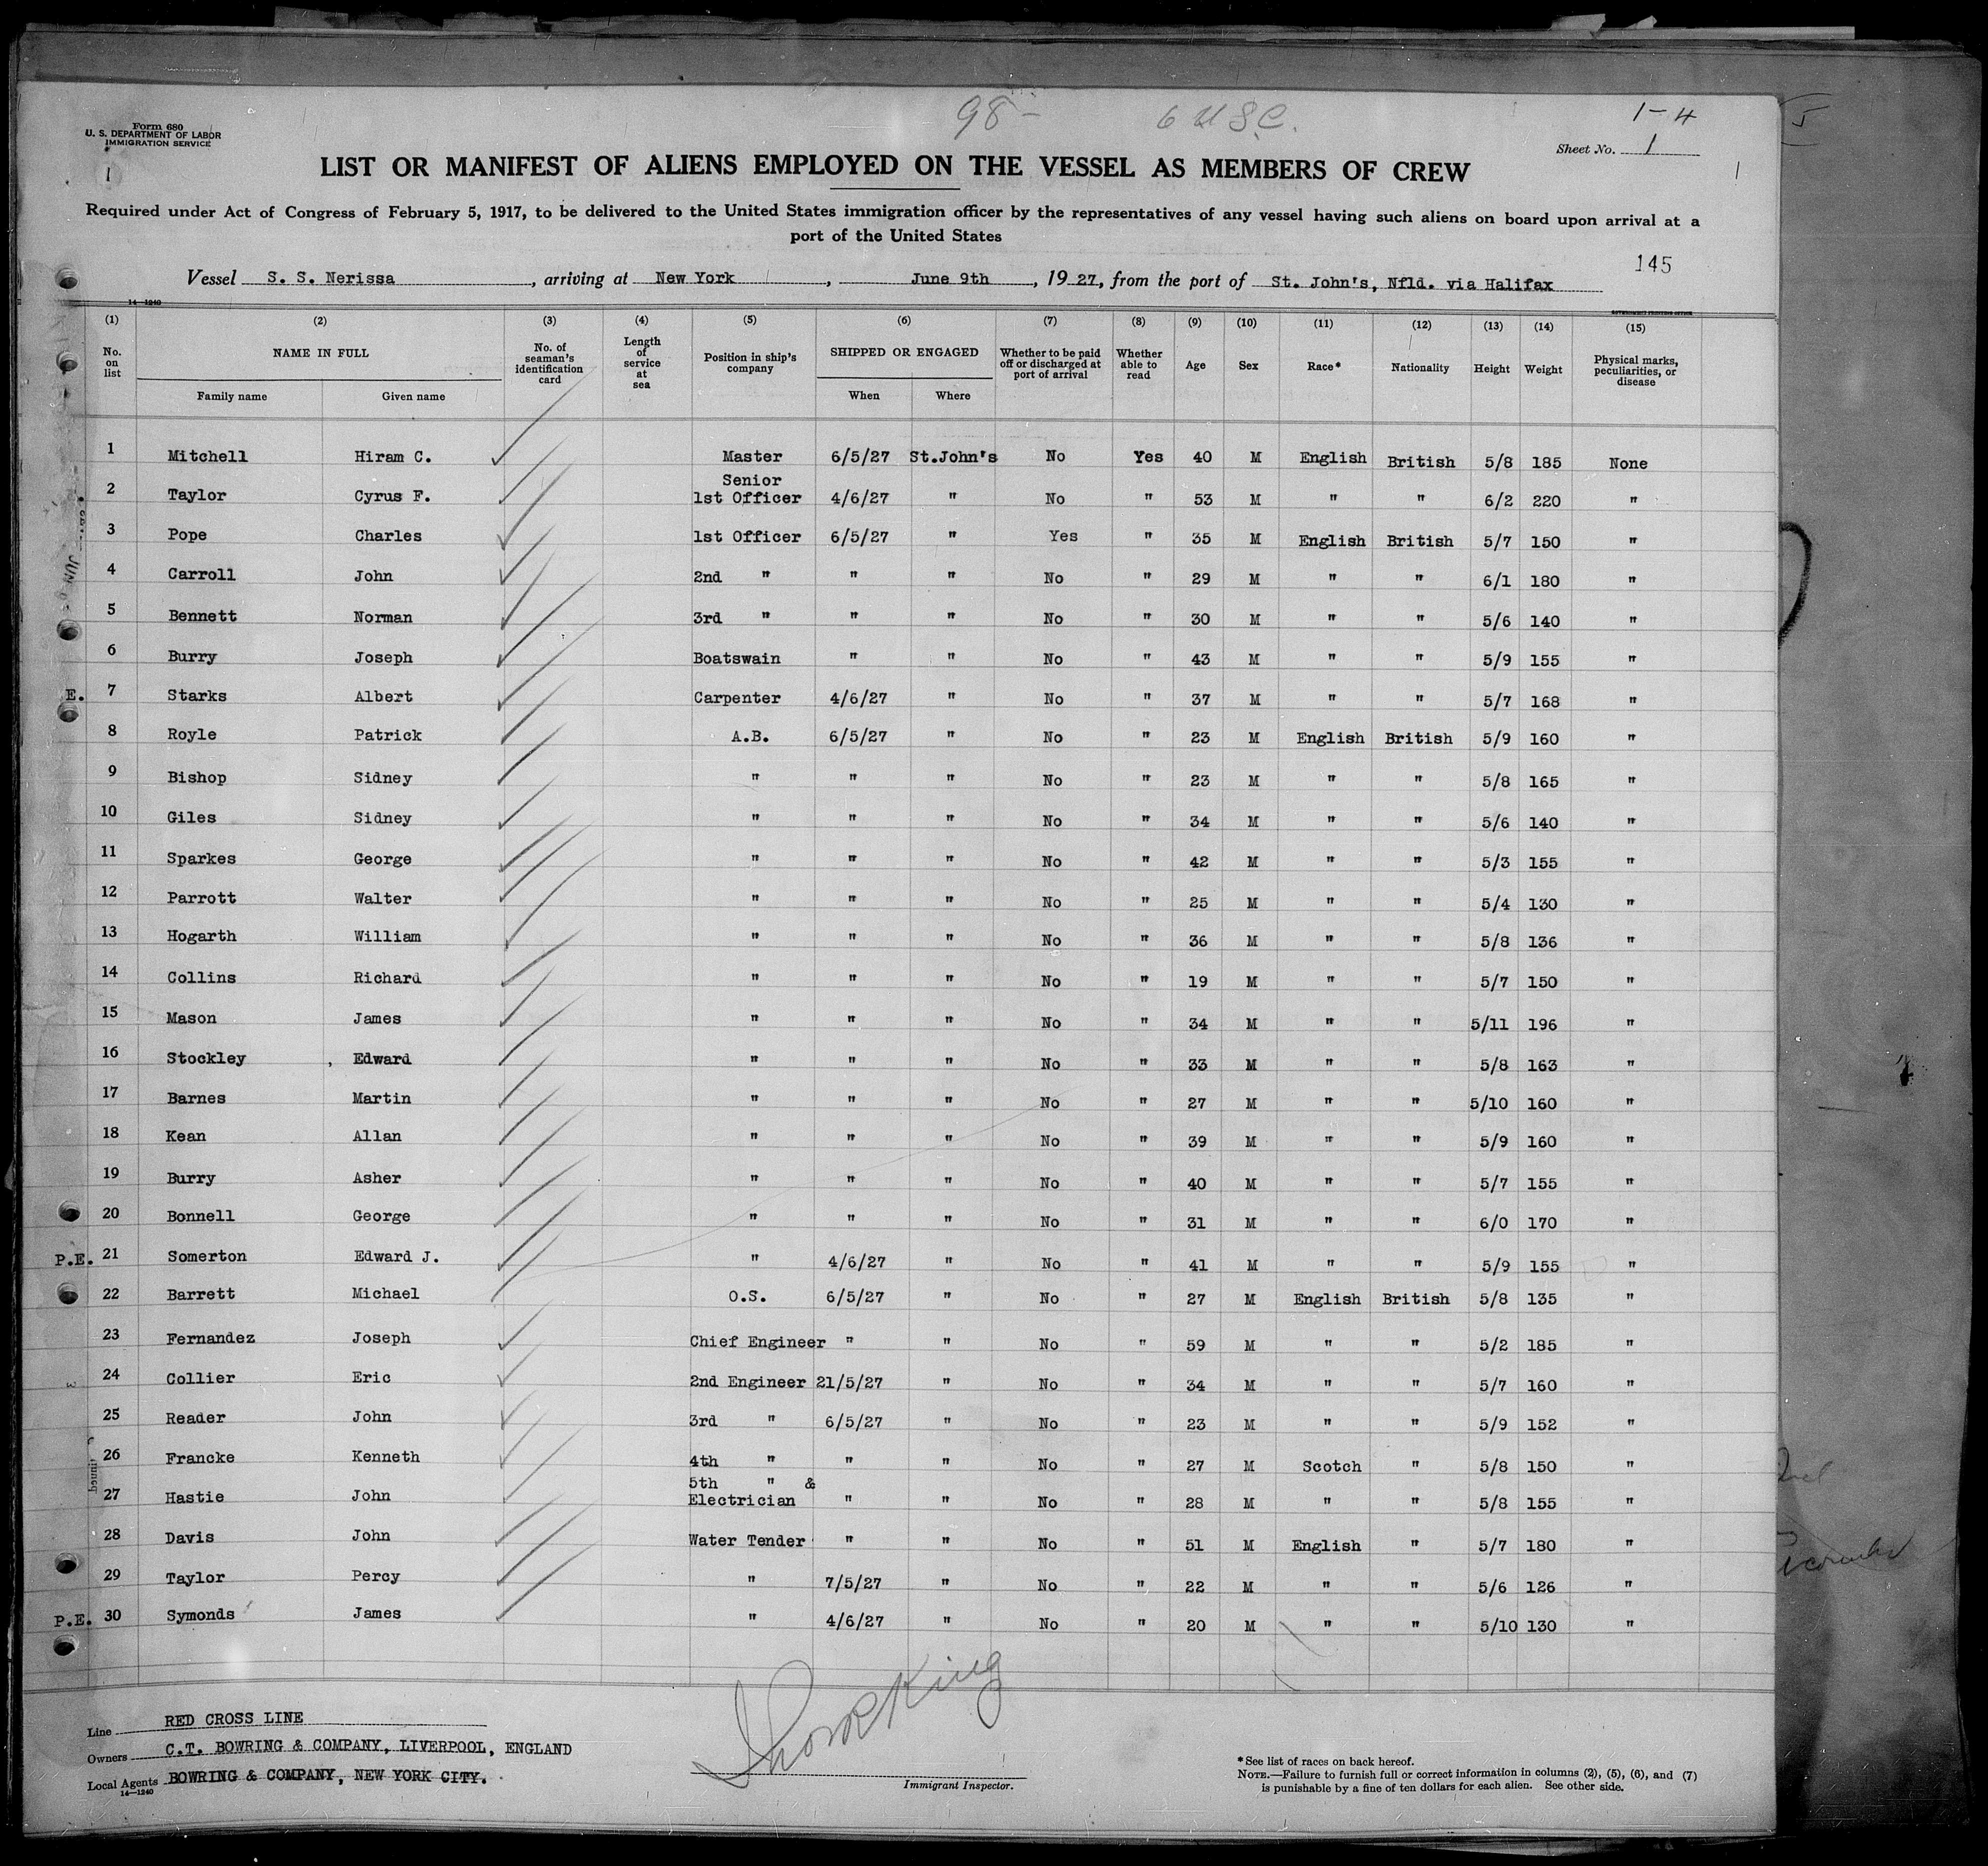 98-
6 U S C.
1-4
Form 680
U. S. DEPARTMENT OF LABOR
IMMIGRATION SERVICE
Sheet No. 1
1
LIST OR MANIFEST OF ALIENS EMPLOYED ON THE VESSEL AS MEMBERS OF CREW
Required under Act of Congress of February 5, 1917, to be delivered to the United States immigration officer by the representatives of any vessel having such aliens on board upon arrival at a
port of the United States
145
Vessel S. S. Nerissa, arriving at New York, June 9th, 1927, from the port of St. John's, Nfld. via Halifax
14—1240
(1) (2) (3) (4) (5) (6) (7) (8) (9) (10) (11) (12) (13) (14) (15)
No. on list
NAME IN FULL
Family name
Given name
No. of seaman's identification card
Length of service at sea
Position in ship's company
SHIPPED OR ENGAGED
When
Where
Whether to be paid off or discharged at port of arrival
Whether able to read
Age
Sex
Race*
Nationality
Height
Weight
Physical marks, peculiarities, or disease
1 Mitchell Hiram C. Master 6/5/27 St.John's No Yes 40 M English British 5/8 185 None
2 Taylor Cyrus F. Senior 1st Officer 4/6/27 " No " 53 M " " 6/2 220 "
3 Pope Charles 1st Officer 6/5/27 " Yes " 35 M English British 5/7 150 "
4 Carroll John 2nd " " " No " 29 M " " 6/1 180 "
5 Bennett Norman 3rd " " " No " 30 M " " 5/6 140 "
6 Burry Joseph Boatswain " " No " 43 M " " 5/9 155 "
E. 7 Starks Albert Carpenter 4/6/27 " No " 37 M " " 5/7 168 "
8 Royle Patrick A.B. 6/5/27 " No " 23 M English British 5/9 160 "
9 Bishop Sidney " " " No " 23 M " " 5/8 165 "
10 Giles Sidney " " " No " 34 M " " 5/6 140 "
11 Sparkes George " " " No " 42 M " " 5/3 155 "
12 Parrott Walter " " " No " 25 M " " 5/4 130 "
13 Hogarth William " " " No " 36 M " " 5/8 136 "
14 Collins Richard " " " No " 19 M " " 5/7 150 "
15 Mason James " " " No " 34 M " " 5/11 196 "
16 Stockley , Edward " " " No " 33 M " " 5/8 163 "
17 Barnes Martin " " " No " 27 M " " 5/10 160 "
18 Kean Allan " " " No " 39 M " " 5/9 160 "
19 Burry Asher " " " No " 40 M " " 5/7 155 "
20 Bonnell George " " " No " 31 M " " 6/0 170 "
P.E. 21 Somerton Edward J. " 4/6/27 " No " 41 M " " 5/9 155 "
22 Barrett Michael O.S. 6/5/27 " No " 27 M English British 5/8 135 "
23 Fernandez Joseph Chief Engineer " " No " 59 M " " 5/2 185 "
24 Collier Eric 2nd Engineer 21/5/27 " No " 34 M " " 5/7 160 "
25 Reader John 3rd " 6/5/27 " No " 23 M " " 5/9 152 "
26 Francke Kenneth 4th " " " No " 27 M Scotch " 5/8 150 "
27 Hastie John 5th " & Electrician " " No " 28 M " " 5/8 155 "
28 Davis John Water Tender " " No " 51 M English " 5/7 180 "
29 Taylor Percy " 7/5/27 " No " 22 M " " 5/6 126 "
P.E. 30 Symonds James " 4/6/27 " No " 20 M " " 5/10 130 "
Line RED CROSS LINE
Owners C.T. BOWRING & COMPANY, LIVERPOOL, ENGLAND
Local Agents BOWRING & COMPANY, NEW YORK CITY.
14—1240
Immigrant Inspector.
*See list of races on back hereof.
NOTE.—Failure to furnish full or correct information in columns (2), (5), (6), and (7)
is punishable by a fine of ten dollars for each alien. See other side.